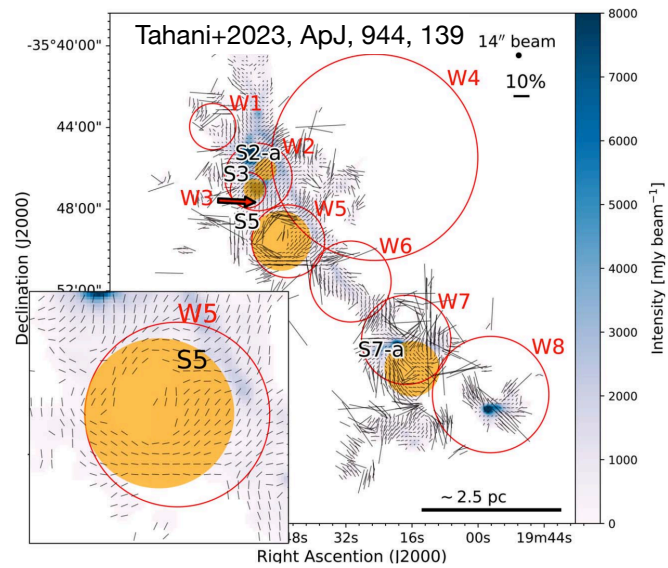 Tahani+2023, ApJ, 944, 139
-35°40'00"
14" beam
10%
W4
W1
44'00"
S2-a
W2
S3
W3
48'00"
S5
W5
W6
52'00"
W5
S5
W7
S7-a
W8
~ 2.5 pc
:38s
32s
16s
00s
19m44s
Right Ascention (J2000)
Declination (J2000)
8000
7000
6000
5000
4000
3000
2000
1000
0
Intensity [mJy beam⁻¹]